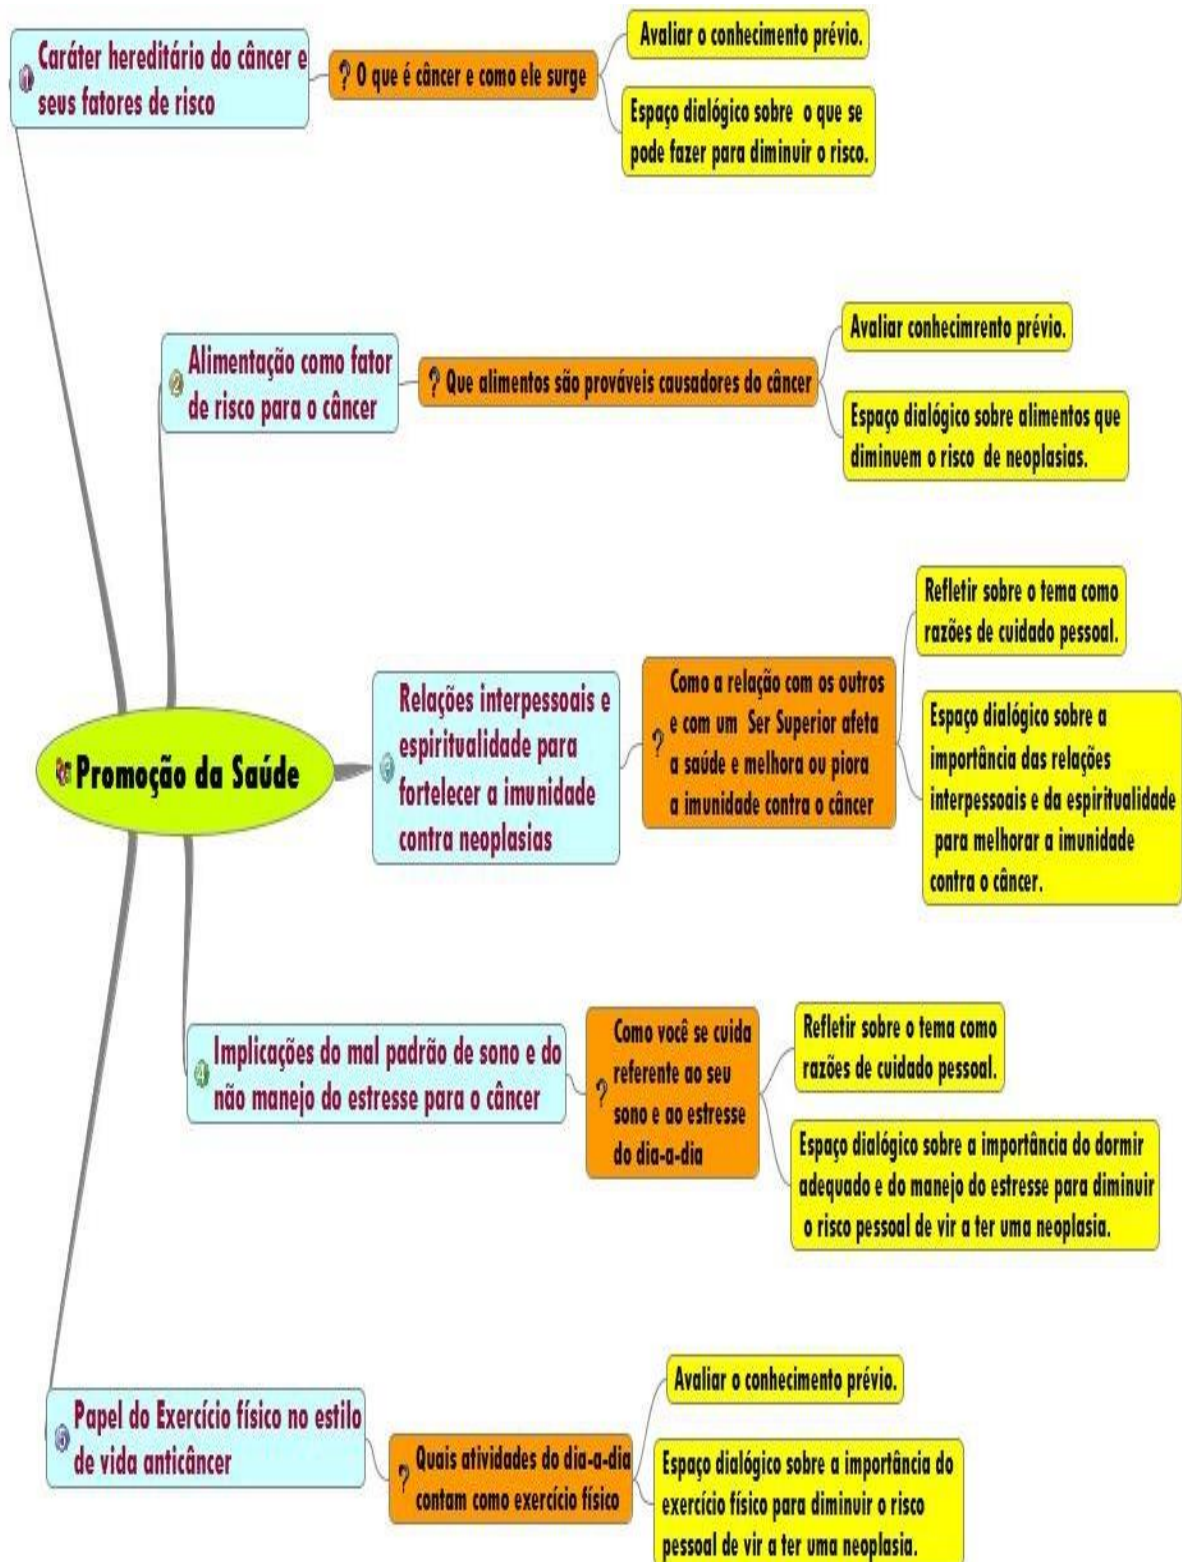 1 Caráter hereditário do câncer e
seus fatores de risco
? O que é câncer e como ele surge
Avaliar o conhecimento prévio.
Espaço dialógico sobre o que se
pode fazer para diminuir o risco.
2 Alimentação como fator
de risco para o câncer
? Que alimentos são prováveis causadores do câncer
Avaliar conhecimrento prévio.
Espaço dialógico sobre alimentos que
diminuem o risco de neoplasias.
Promoção da Saúde
3 Relações interpessoais e
espiritualidade para
fortelecer a imunidade
contra neoplasias
? Como a relação com os outros
e com um Ser Superior afeta
a saúde e melhora ou piora
a imunidade contra o câncer
Refletir sobre o tema como
razões de cuidado pessoal.
Espaço dialógico sobre a
importância das relações
interpessoais e da espiritualidade
para melhorar a imunidade
contra o câncer.
4 Implicações do mal padrão de sono e do
não manejo do estresse para o câncer
? Como você se cuida
referente ao seu
sono e ao estresse
do dia-a-dia
Refletir sobre o tema como
razões de cuidado pessoal.
Espaço dialógico sobre a importância do dormir
adequado e do manejo do estresse para diminuir
o risco pessoal de vir a ter uma neoplasia.
5 Papel do Exercício físico no estilo
de vida anticâncer
? Quais atividades do dia-a-dia
contam como exercício físico
Avaliar o conhecimento prévio.
Espaço dialógico sobre a importância do
exercício físico para diminuir o risco
pessoal de vir a ter uma neoplasia.